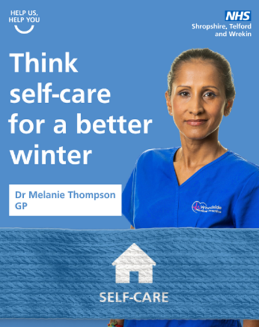 HELP US,
HELP YOU
NHS
Shropshire, Telford
and Wrekin
Think
self-care
for a better
winter
Dr Melanie Thompson
GP
SELF-CARE